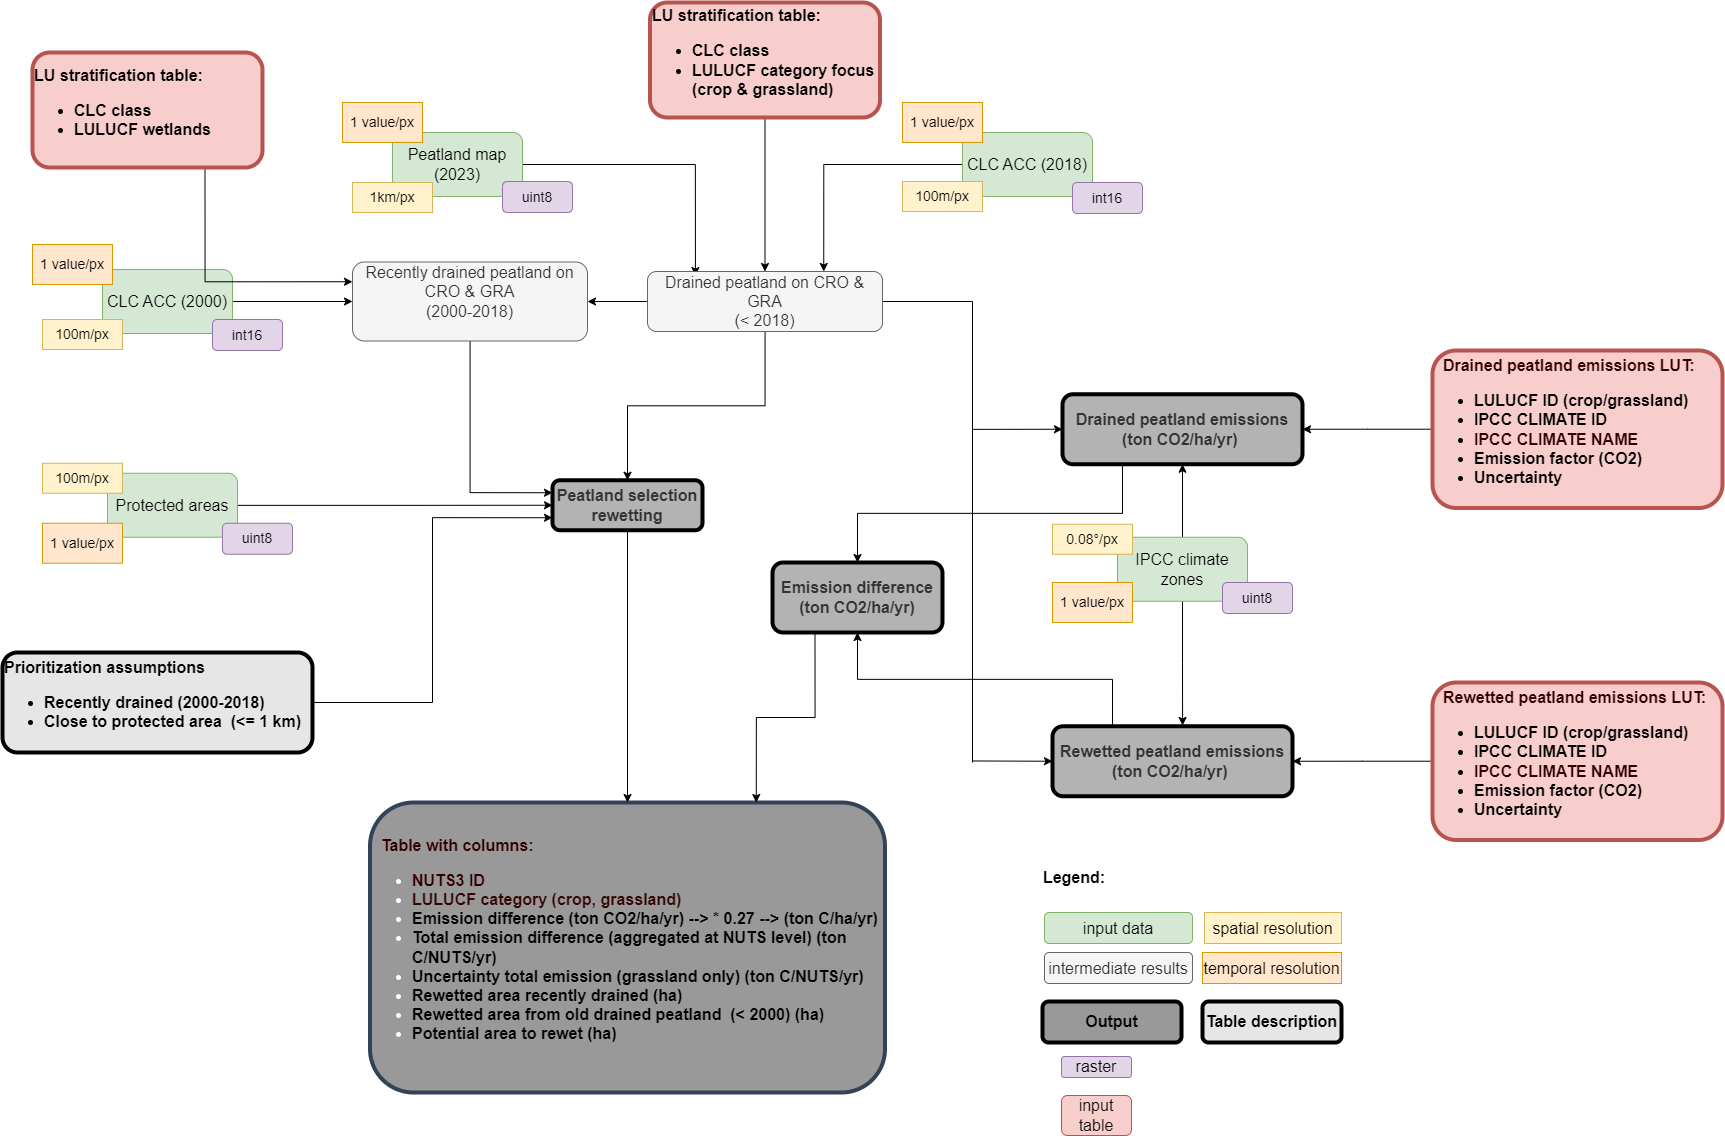 LU stratification table:
CLC class
LULUCF category focus
(crop & grassland)
LU stratification table:
CLC class
LULUCF wetlands
1 value/px
Peatland map
(2023)
1km/px
uint8
1 value/px
CLC ACC (2018)
100m/px
int16
1 value/px
CLC ACC (2000)
100m/px
int16
Recently drained peatland on
CRO & GRA
(2000-2018)
Drained peatland on CRO &
GRA
(< 2018)
Drained peatland emissions LUT:
LULUCF ID (crop/grassland)
IPCC CLIMATE ID
IPCC CLIMATE NAME
Emission factor (CO2)
Uncertainty
Drained peatland emissions
(ton CO2/ha/yr)
100m/px
Protected areas
1 value/px
uint8
Peatland selection
rewetting
0.08°/px
IPCC climate
zones
1 value/px
uint8
Emission difference
(ton CO2/ha/yr)
Prioritization assumptions
Recently drained (2000-2018)
Close to protected area (<= 1 km)
Rewetted peatland emissions
(ton CO2/ha/yr)
Rewetted peatland emissions LUT:
LULUCF ID (crop/grassland)
IPCC CLIMATE ID
IPCC CLIMATE NAME
Emission factor (CO2)
Uncertainty
Table with columns:
NUTS3 ID
LULUCF category (crop, grassland)
Emission difference (ton CO2/ha/yr) --> * 0.27 --> (ton C/ha/yr)
Total emission difference (aggregated at NUTS level) (ton
C/NUTS/yr)
Uncertainty total emission (grassland only) (ton C/NUTS/yr)
Rewetted area recently drained (ha)
Rewetted area from old drained peatland (< 2000) (ha)
Potential area to rewet (ha)
Legend:
input data
spatial resolution
intermediate results
temporal resolution
Output
Table description
raster
input
table